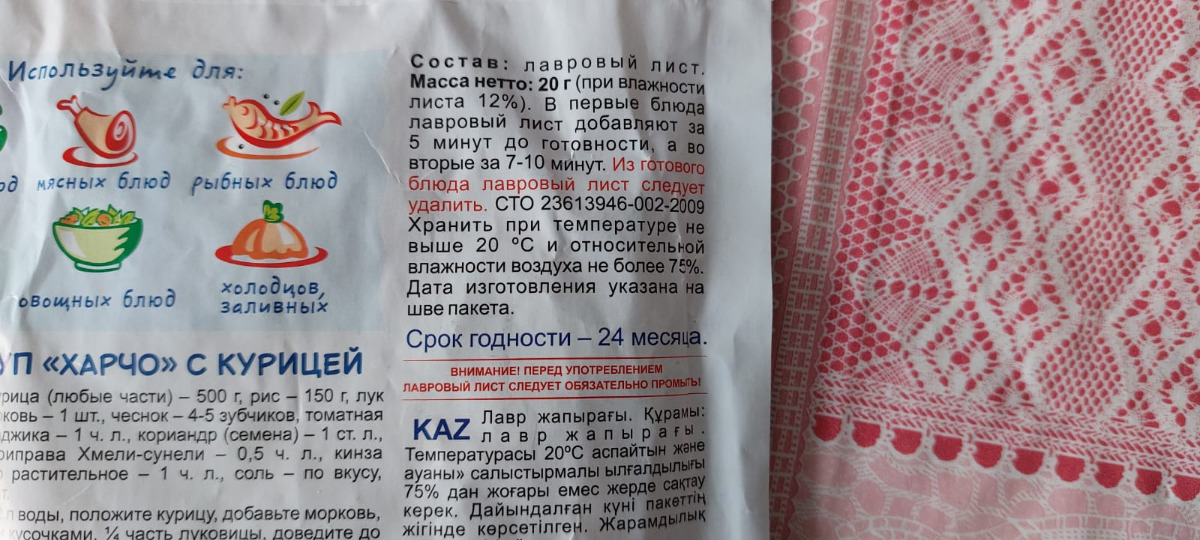 Используйте для:
мясных блюд
рыбных блюд
овощных блюд
холодцов,
заливных
«ХАРЧО» С КУРИЦЕЙ
(любые части) – 500 г, рис – 150 г, лук
– 1 шт., чеснок – 4-5 зубчиков, томатная
– 1 ч. л., кориандр (семена) – 1 ст. л.,
Хмели-сунели – 0,5 ч. л., кинза
растительное – 1 ч. л., соль – по вкусу,
воды, положите курицу, добавьте морковь,
кусочками, ¼ часть луковицы, доведите до
Состав: лавровый лист.
Масса нетто: 20 г (при влажности
листа 12%). В первые блюда
лавровый лист добавляют за
5 минут до готовности, а во
вторые за 7-10 минут. Из готового
блюда лавровый лист следует
удалить. СТО 23613946-002-2009
Хранить при температуре не
выше 20 ºС и относительной
влажности воздуха не более 75%.
Дата изготовления указана на
шве пакета.
Срок годности – 24 месяца.
ВНИМАНИЕ! ПЕРЕД УПОТРЕБЛЕНИЕМ
ЛАВРОВЫЙ ЛИСТ СЛЕДУЕТ ОБЯЗАТЕЛЬНО ПРОМЫТЬ!
KAZ Лавр жапырағы. Құрамы:
лавр жапырағы.
Температурасы 20ºС аспайтын және
ауаны» салыстырмалы ылғалдылығы
75% дан жоғары емес жерде сақтау
керек. Дайындалған күні пакеттің
жігінде көрсетілген. Жарамдылық